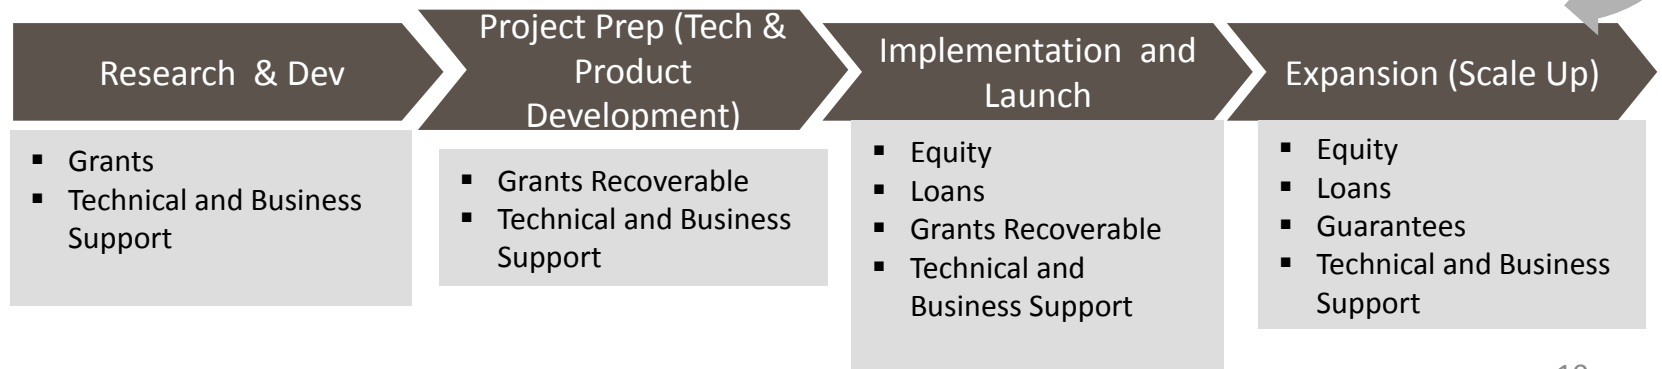 Research & Dev
Project Prep (Tech &
Product
Development)
Implementation and
Launch
Expansion (Scale Up)
▪ Grants
▪ Technical and Business
Support
▪ Grants Recoverable
▪ Technical and Business
Support
▪ Equity
▪ Loans
▪ Grants Recoverable
▪ Technical and
Business Support
▪ Equity
▪ Loans
▪ Guarantees
▪ Technical and Business
Support